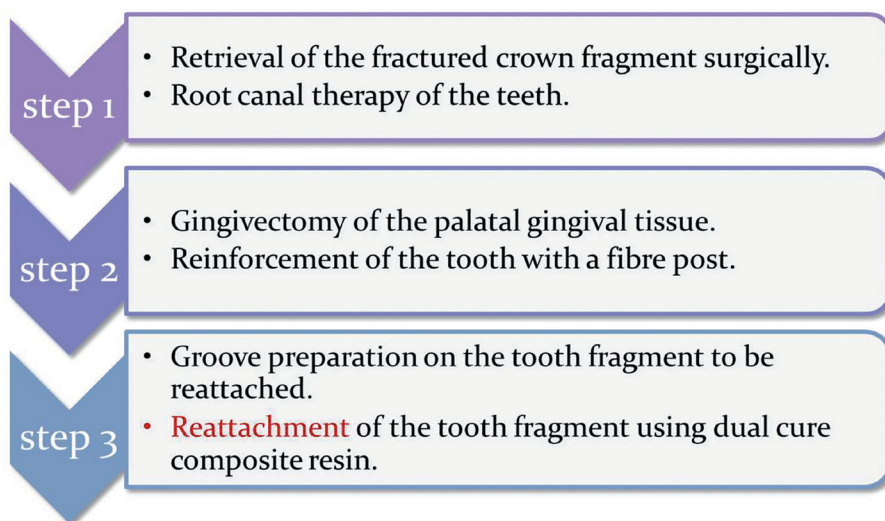 step 1
• Retrieval of the fractured crown fragment surgically.
• Root canal therapy of the teeth.
step 2
• Gingivectomy of the palatal gingival tissue.
• Reinforcement of the tooth with a fibre post.
step 3
• Groove preparation on the tooth fragment to be
reattached.
• Reattachment of the tooth fragment using dual cure
composite resin.